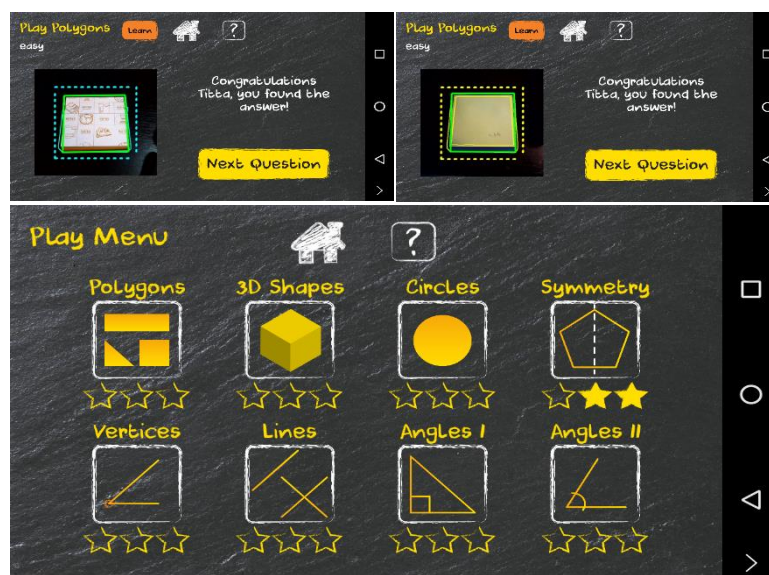 Play Polygons Learn ?
easy
Congratulations
Titta, you found the
answer!
Next Question
Play Polygons Learn ?
easy
Congratulations
Titta, you found the
answer!
Next Question
Play Menu ?
Polygons 3D Shapes Circles Symmetry
Vertices Lines Angles I Angles II